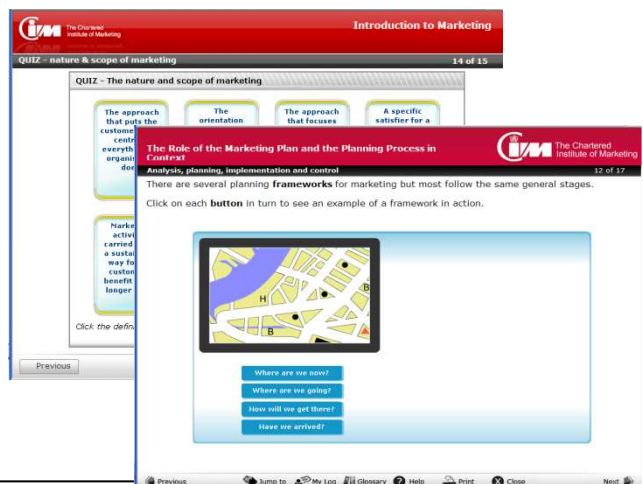 CIM The Chartered
Institute of Marketing
Introduction to Marketing
QUIZ - nature & scope of marketing
14 of 15
QUIZ - The nature and scope of marketing
The approach
that puts the
The
orientation
The approach
that focuses
A specific
satisfier for a
Click the
Previous
The Role of the Marketing Plan and the Planning Process in
Context
CIM The Chartered
Institute of Marketing
Analysis, planning, implementation and control
12 of 17
There are several planning frameworks for marketing but most follow the same general stages.
Click on each button in turn to see an example of a framework in action.
H
B
B
Where are we now?
Where are we going?
How will we get there?
Have we arrived?
Previous
Jump to
My Log
Glossary
Help
Print
Close
Next